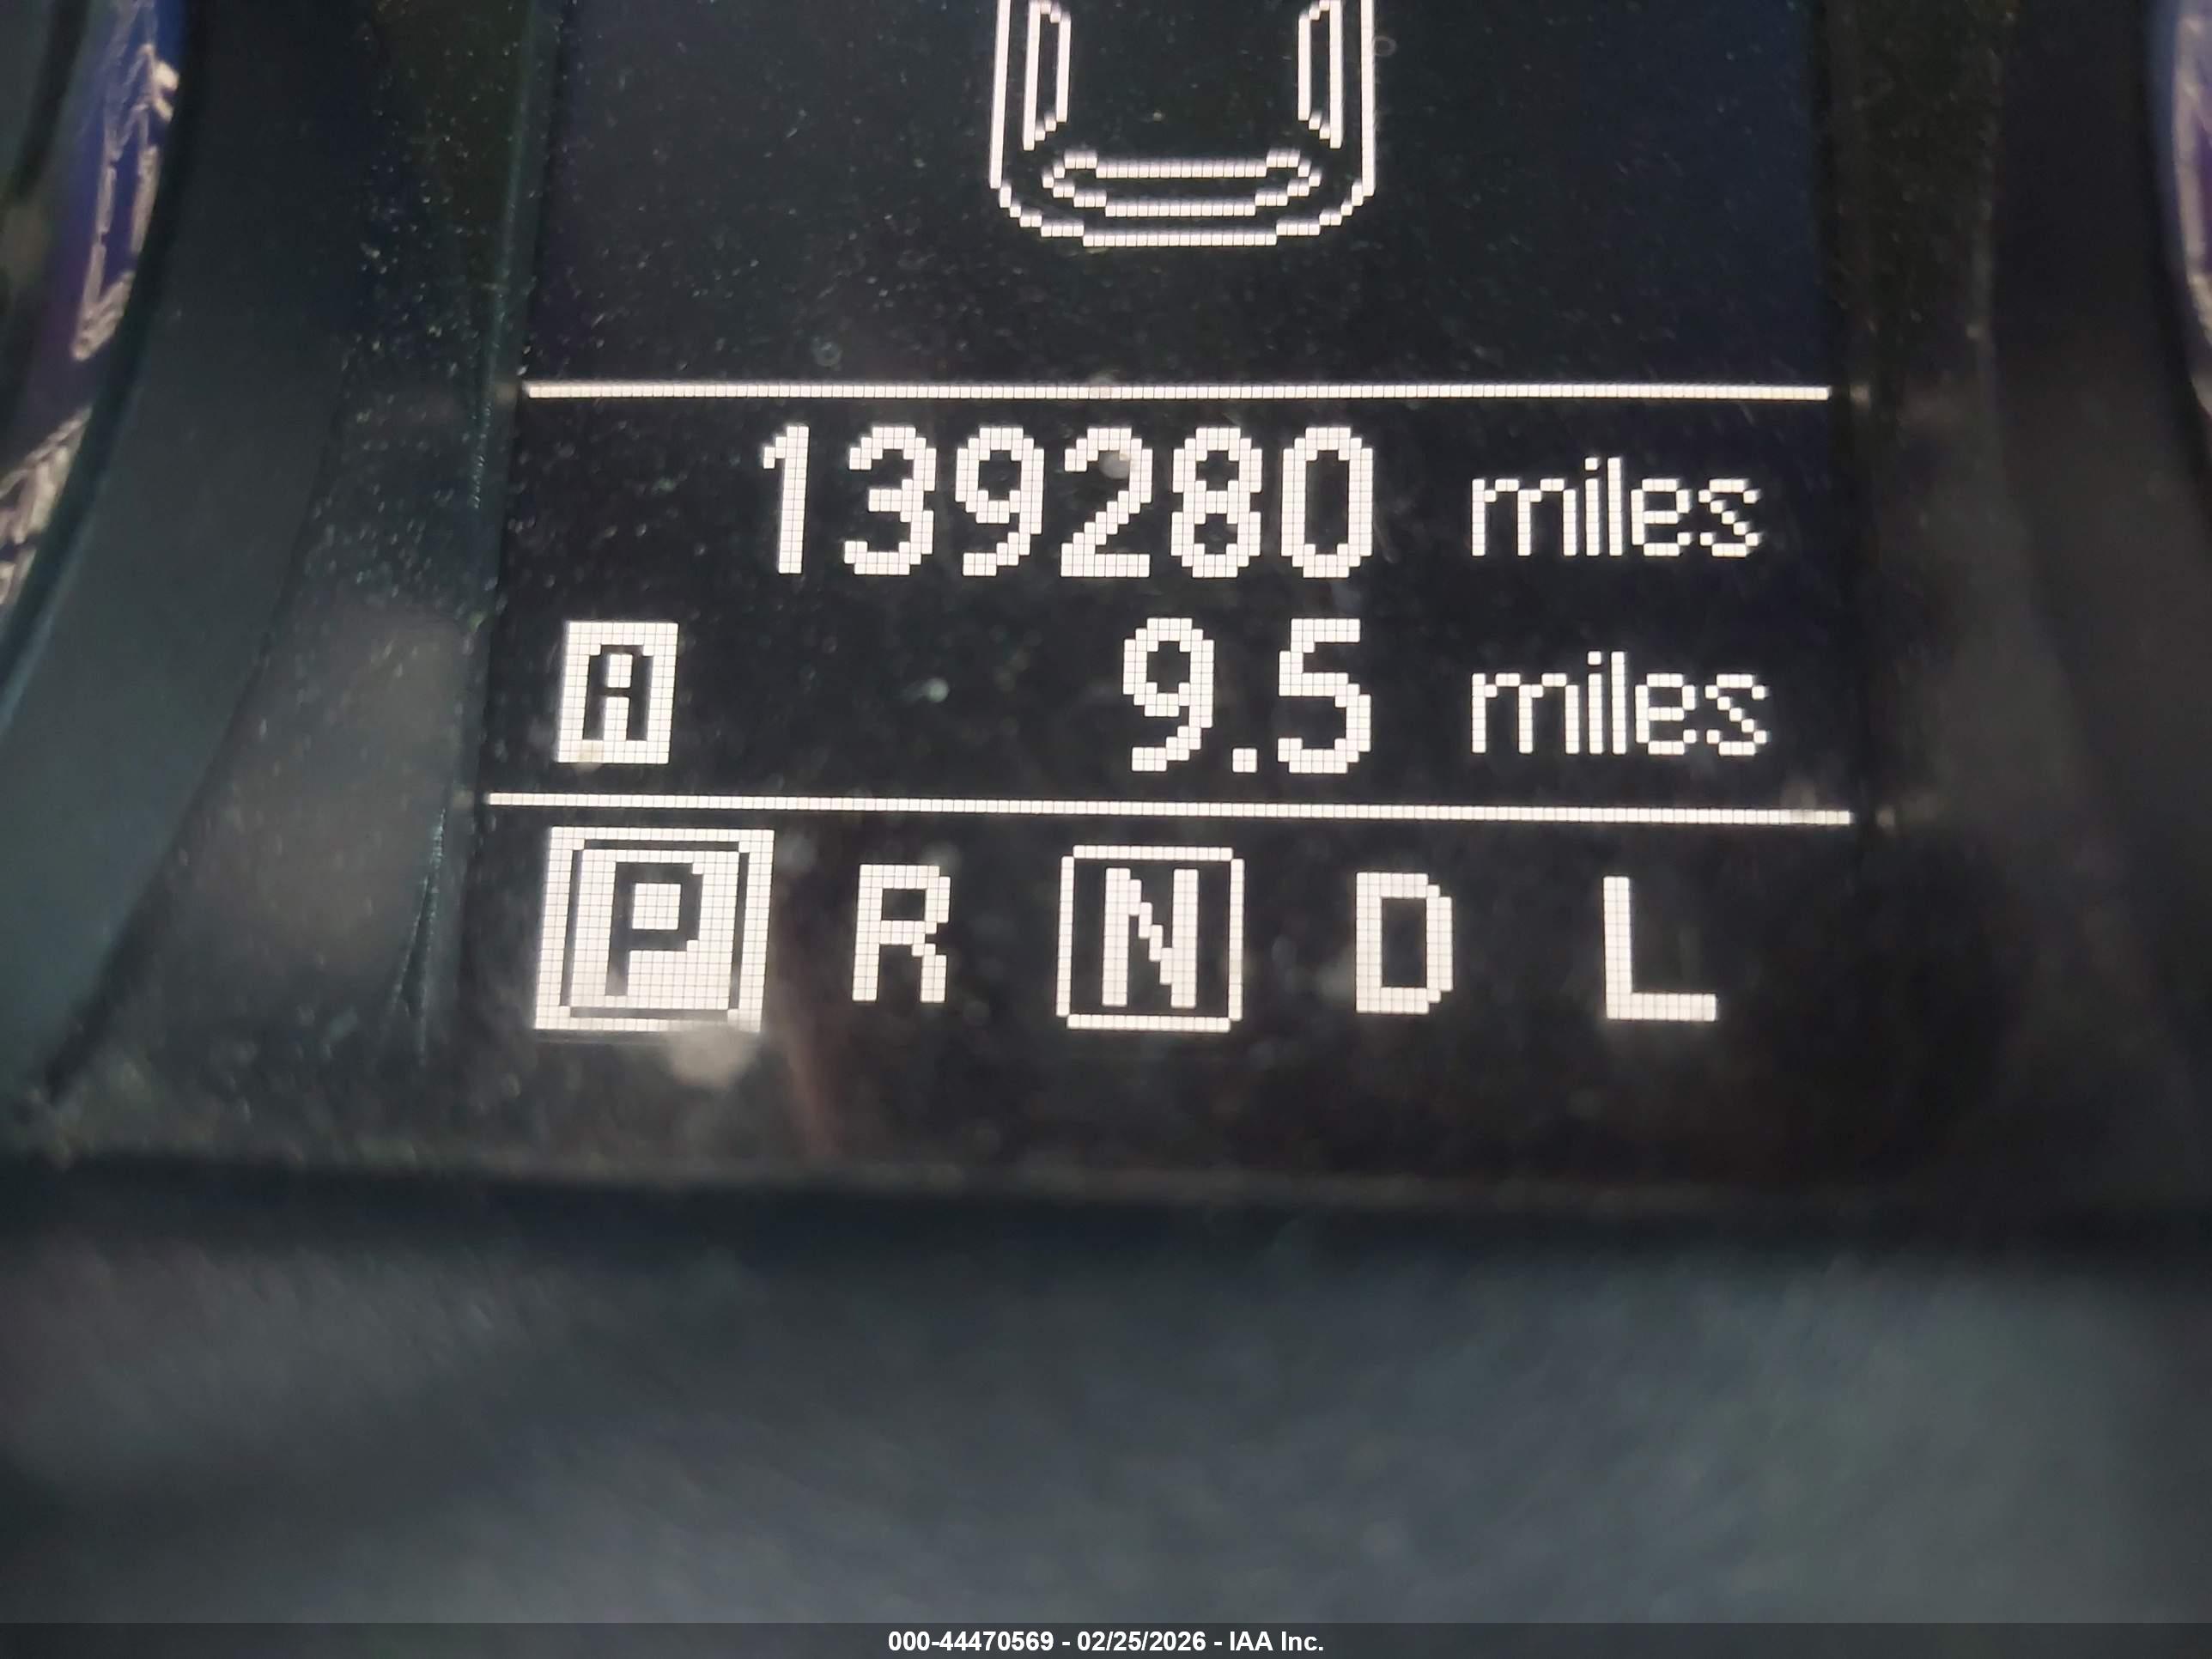 139280 miles
A 9.5 miles
P R N D L
000-44470569 - 02/25/2026 - IAA Inc.